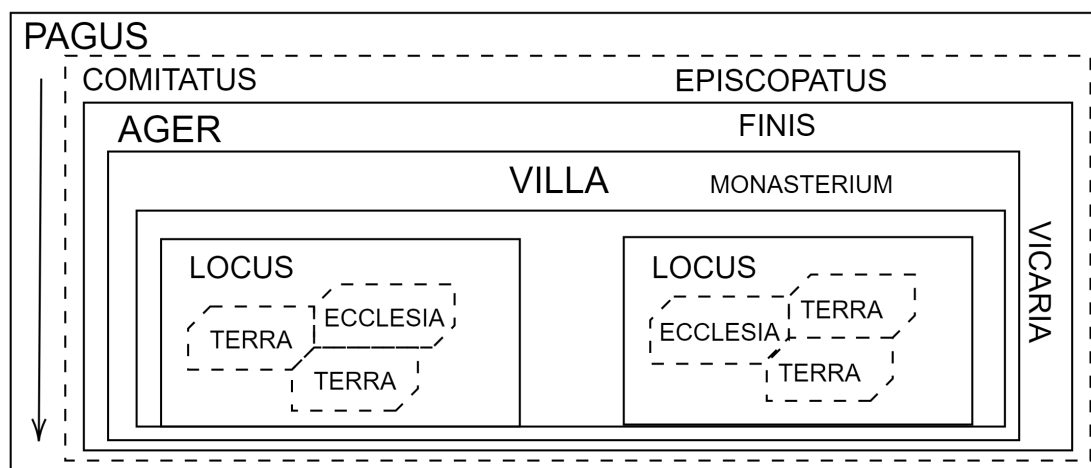 PAGUS
COMITATUS
EPISCOPATUS
AGER
FINIS
VILLA
MONASTERIUM
VICARIA
LOCUS
TERRA
ECCLESIA
TERRA
LOCUS
ECCLESIA
TERRA
TERRA